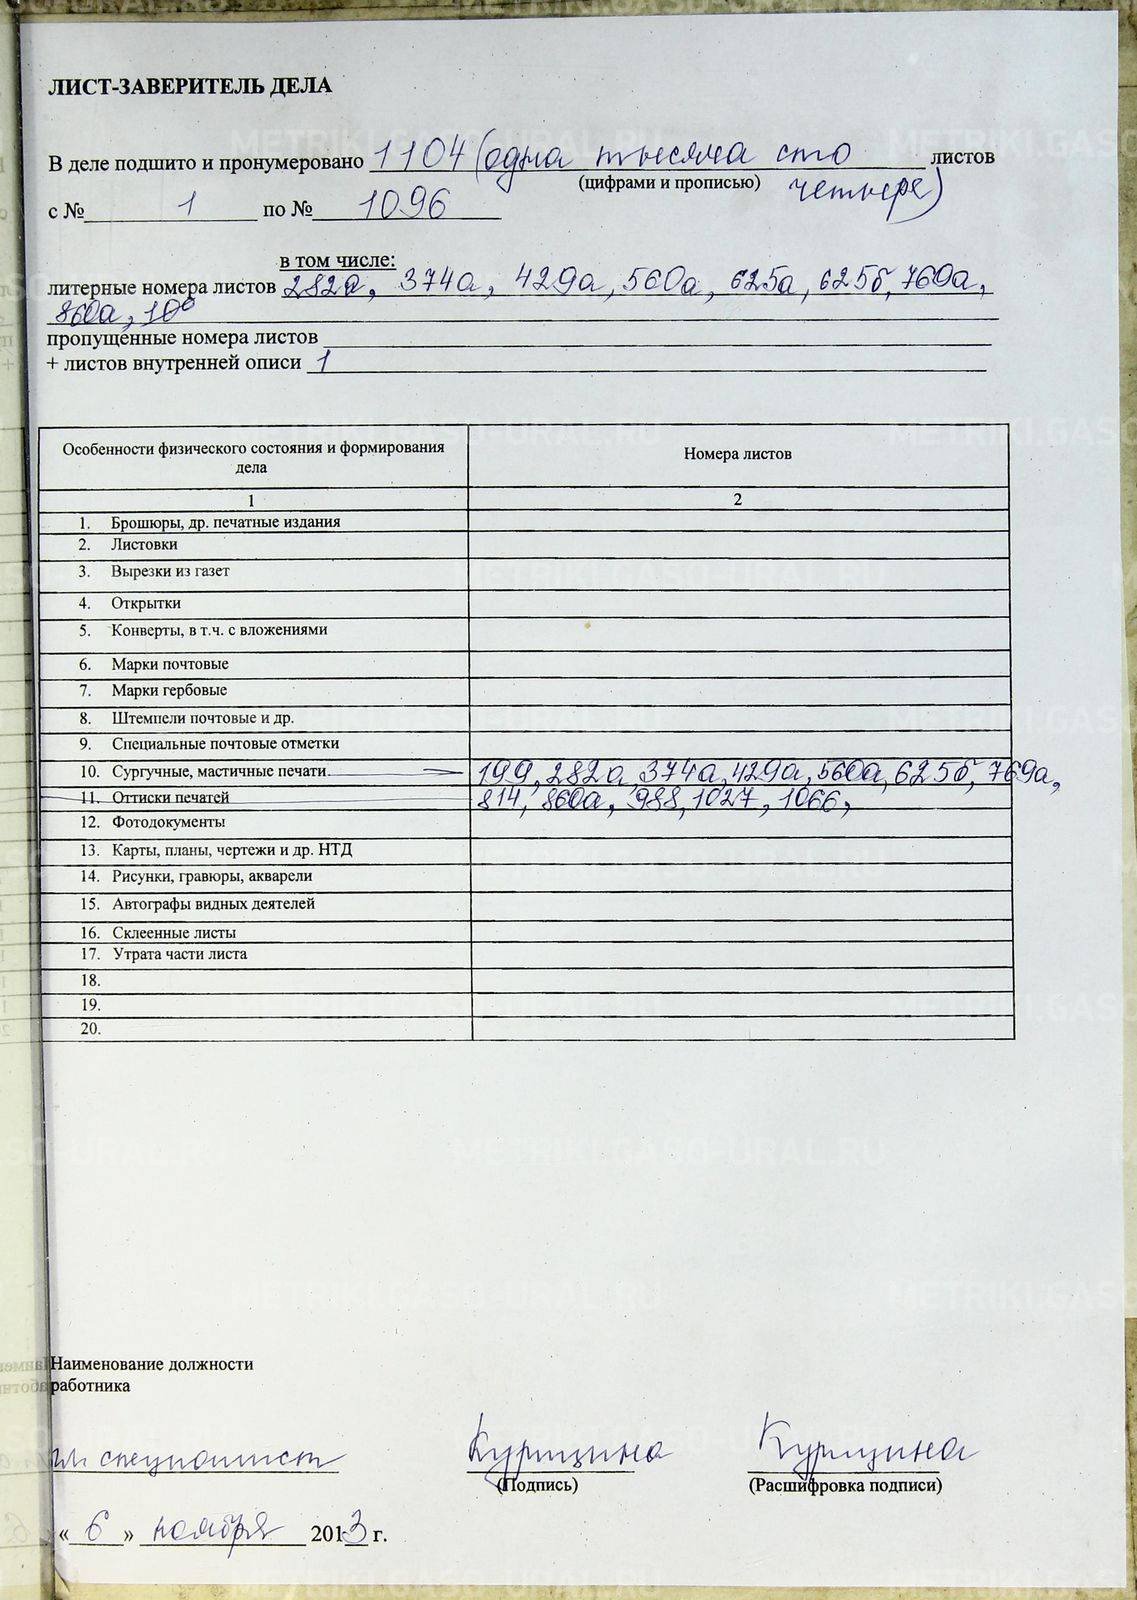 ЛИСТ-ЗАВЕРИТЕЛЬ ДЕЛА
В деле подшито и пронумеровано 1104 (одна тысяча сто листов
(цифрами и прописью) четыре)
с № 1 по № 1096
в том числе:
литерные номера листов 282а, 374а, 429а, 560а, 625а, 625б, 769а,
860а, 10б
пропущенные номера листов
+ листов внутренней описи 1
Особенности физического состояния и формирования дела Номера листов
1 2
1. Брошюры, др. печатные издания
2. Листовки
3. Вырезки из газет
4. Открытки
5. Конверты, в т.ч. с вложениями
6. Марки почтовые
7. Марки гербовые
8. Штемпели почтовые и др.
9. Специальные почтовые отметки
10. Сургучные, мастичные печати 199, 282а, 374а, 429а, 560а, 625б, 769а,
11. Оттиски печатей 814, 860а, 988, 1027, 1066,
12. Фотодокументы
13. Карты, планы, чертежи и др. НТД
14. Рисунки, гравюры, акварели
15. Автографы видных деятелей
16. Склеенные листы
17. Утрата части листа
18.
19.
20.
Наименование должности
работника
гл. специалист Курицина Курицина
(Подпись) (Расшифровка подписи)
« 6 » ноября 2013 г.
METRIKI.GASO-URAL.RU